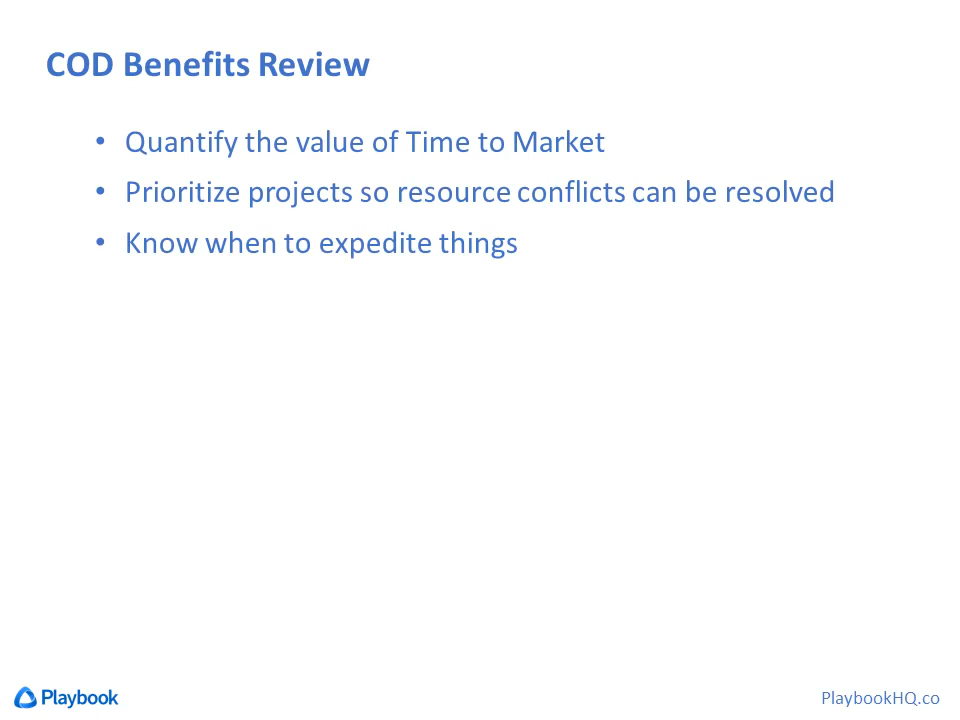 COD Benefits Review
• Quantify the value of Time to Market
• Prioritize projects so resource conflicts can be resolved
• Know when to expedite things
Playbook
PlaybookHQ.co